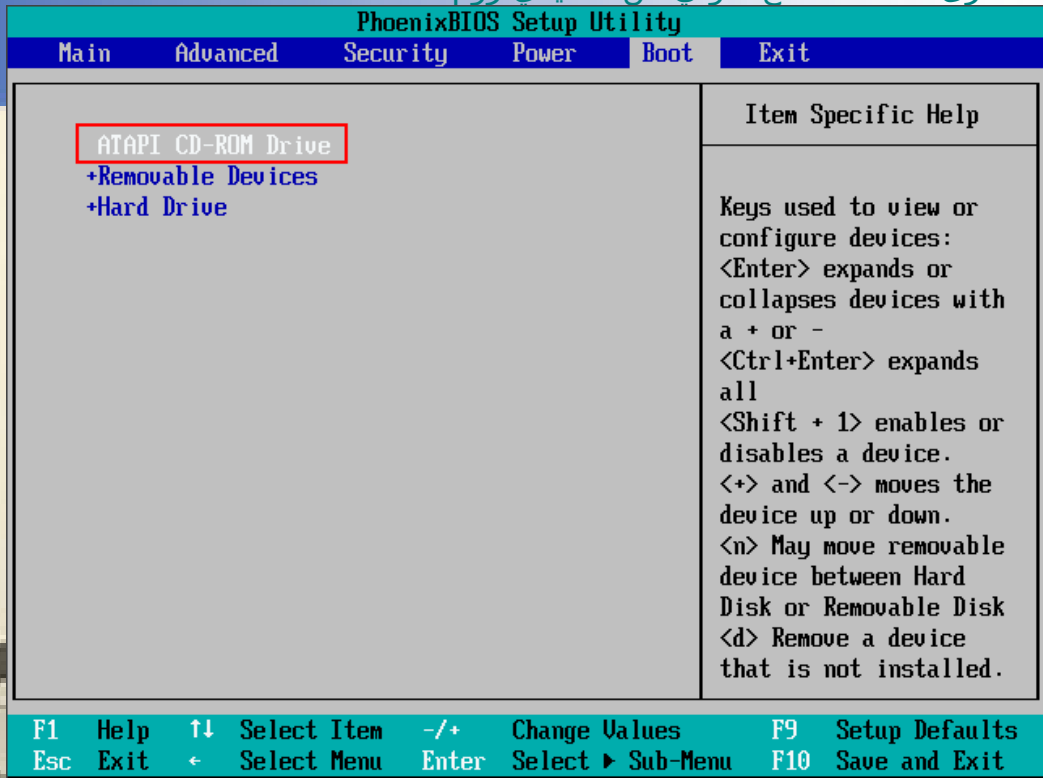 PhoenixBIOS Setup Utility
Main Advanced Security Power Boot Exit
ATAPI CD-ROM Drive
+Removable Devices
+Hard Drive
Item Specific Help
Keys used to view or
configure devices:
<Enter> expands or
collapses devices with
a + or -
<Ctrl+Enter> expands
all
<Shift + 1> enables or
disables a device.
<+> and <-> moves the
device up or down.
<n> May move removable
device between Hard
Disk or Removable Disk
<d> Remove a device
that is not installed.
F1 Help ↑↓ Select Item -/+ Change Values F9 Setup Defaults
Esc Exit ← Select Menu Enter Select ▶ Sub-Menu F10 Save and Exit